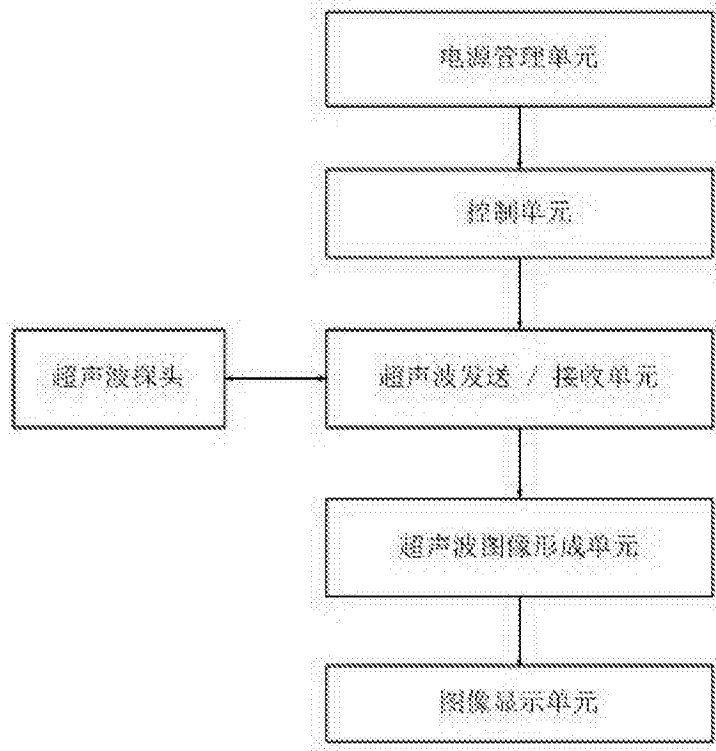 电源管理单元
控制单元
超声波探头
超声波发送 / 接收单元
超声波图像形成单元
图像显示单元